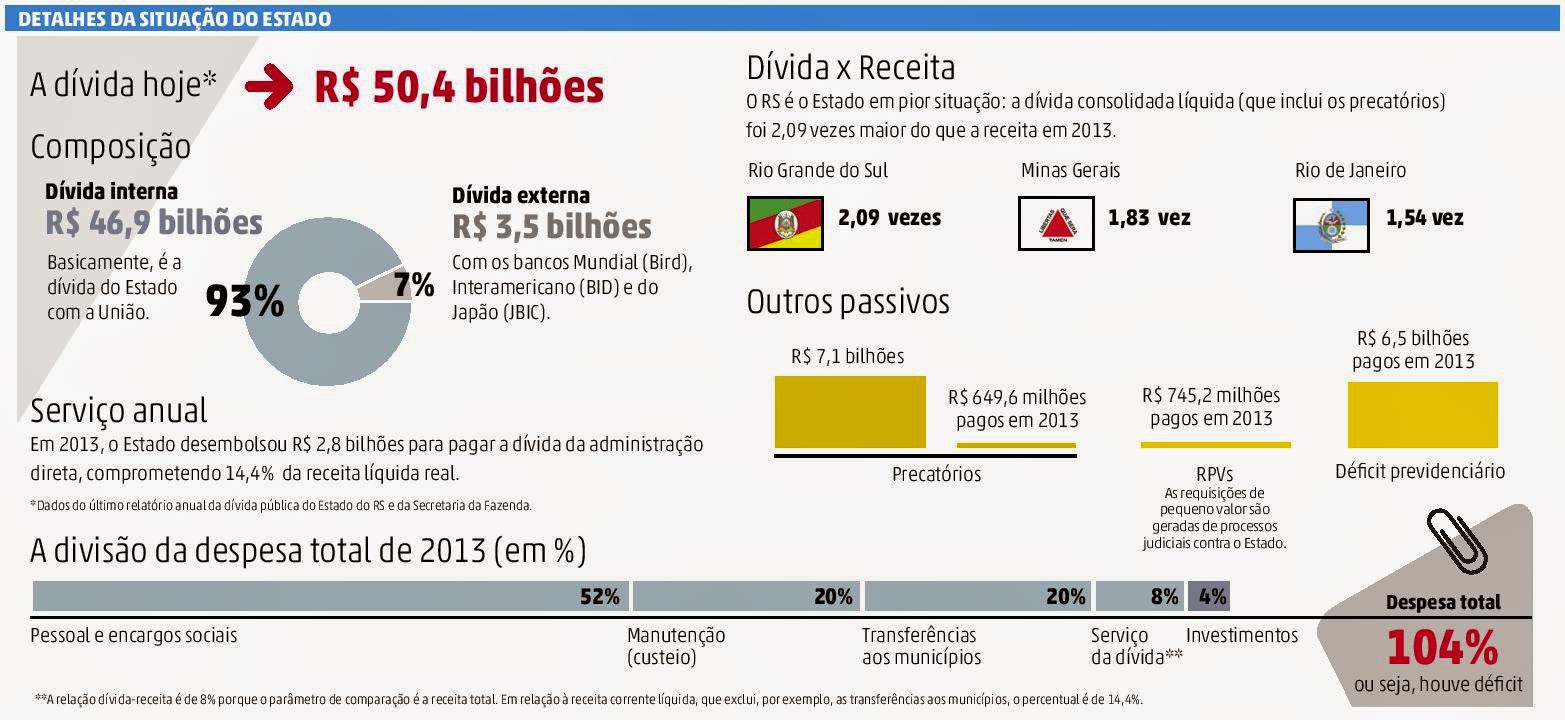 DETALHES DA SITUAÇÃO DO ESTADO
A dívida hoje*
R$ 50,4 bilhões
Composição
Dívida interna
R$ 46,9 bilhões
Basicamente, é a
dívida do Estado
com a União.
93%
7%
Dívida externa
R$ 3,5 bilhões
Com os bancos Mundial (Bird),
Interamericano (BID) e do
Japão (JBIC).
Serviço anual
Em 2013, o Estado desembolsou R$ 2,8 bilhões para pagar a dívida da administração
direta, comprometendo 14,4% da receita líquida real.
*Dados do último relatório anual da dívida pública do Estado do RS e da Secretaria da Fazenda.
Dívida x Receita
O RS é o Estado em pior situação: a dívida consolidada líquida (que inclui os precatórios)
foi 2,09 vezes maior do que a receita em 2013.
Rio Grande do Sul
2,09 vezes
Minas Gerais
LIBERTAS QUÆ SERA
TAMEN
1,83 vez
Rio de Janeiro
1,54 vez
Outros passivos
R$ 7,1 bilhões
R$ 649,6 milhões
pagos em 2013
Precatórios
R$ 745,2 milhões
pagos em 2013
RPVs
As requisições de
pequeno valor são
geradas de processos
judiciais contra o Estado.
R$ 6,5 bilhões
pagos em 2013
Déficit previdenciário
A divisão da despesa total de 2013 (em %)
52%
20%
20%
8%
4%
Pessoal e encargos sociais
Manutenção
(custeio)
Transferências
aos municípios
Serviço
da dívida**
Investimentos
Despesa total
104%
ou seja, houve déficit
**A relação dívida-receita é de 8% porque o parâmetro de comparação é a receita total. Em relação à receita corrente líquida, que exclui, por exemplo, as transferências aos municípios, o percentual é de 14,4%.